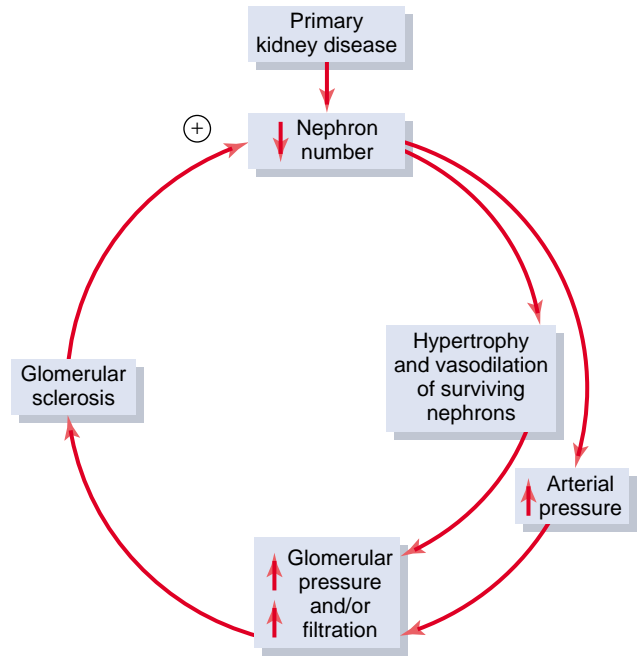 Primary
kidney disease
+
Nephron
number
Hypertrophy
and vasodilation
of surviving
nephrons
Glomerular
sclerosis
Arterial
pressure
Glomerular
pressure
and/or
filtration